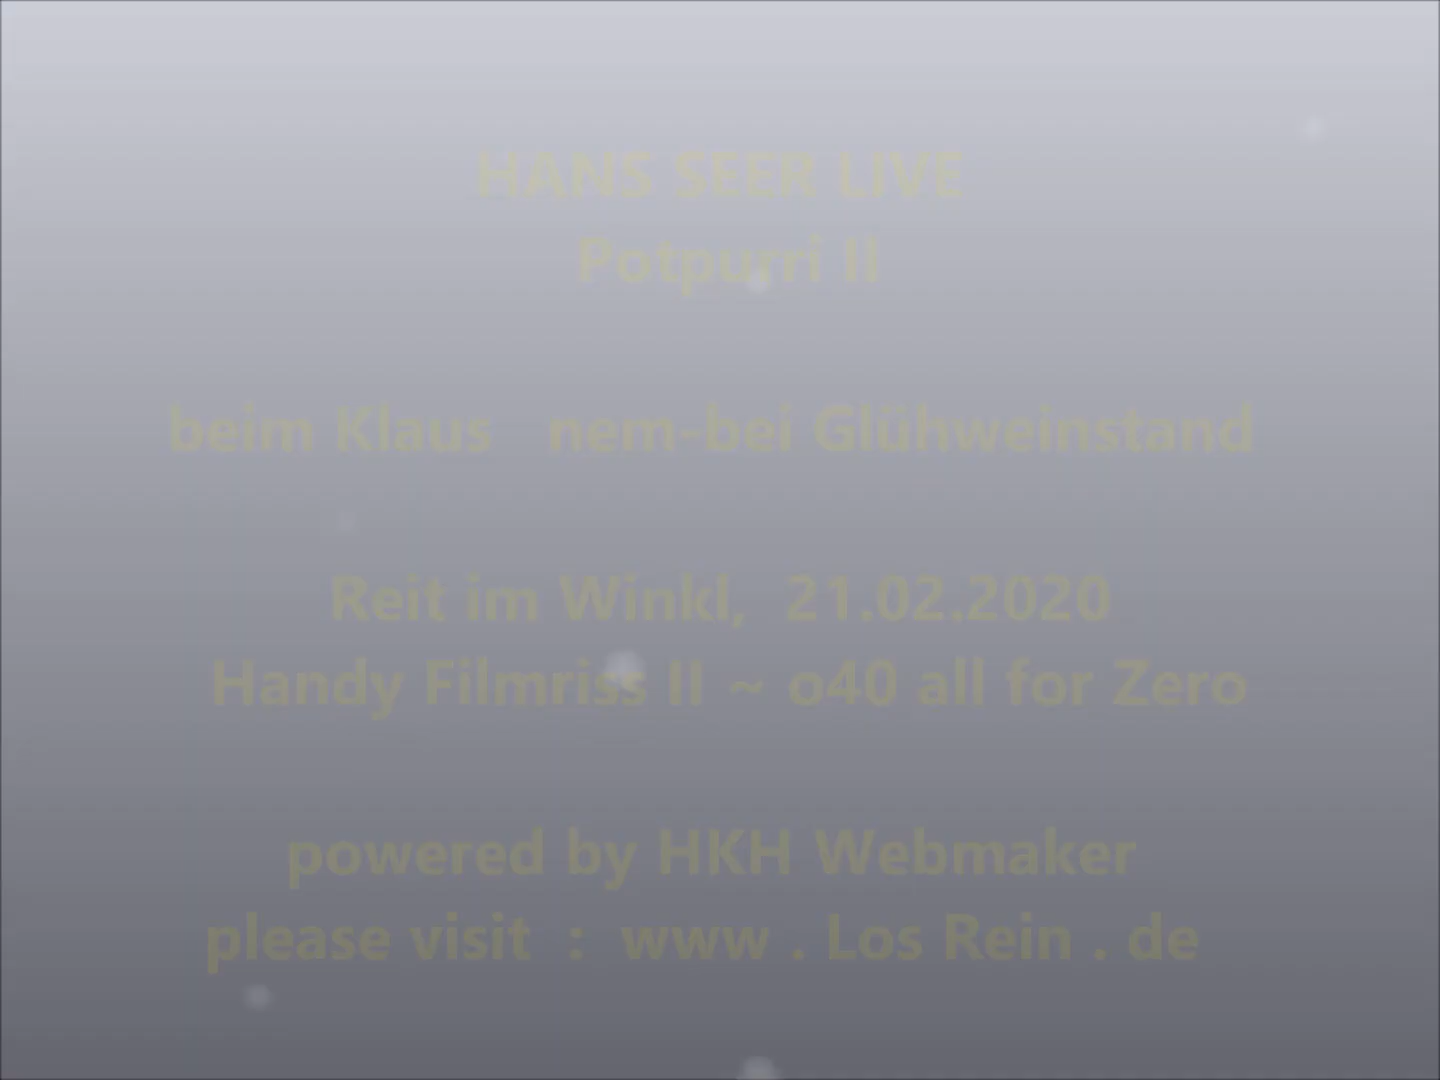 HANS SEER LIVE
Potpurri II
beim Klaus nem-bei Glühweinstand
Reit im Winkl, 21.02.2020
Handy Filmriss II ~ o40 all for Zero
powered by HKH Webmaker
please visit : www . Los Rein . de